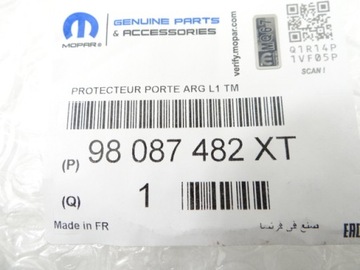 MOPAR®
GENUINE PARTS
& ACCESSORIES
verify.mopar.com
Q1R14P
1VF05P
SCAN!
PROTECTEUR PORTE ARG L1 TM
(P) 98 087 482 XT
(Q) 1
Made in FR
صنع في فرنسا
EAC